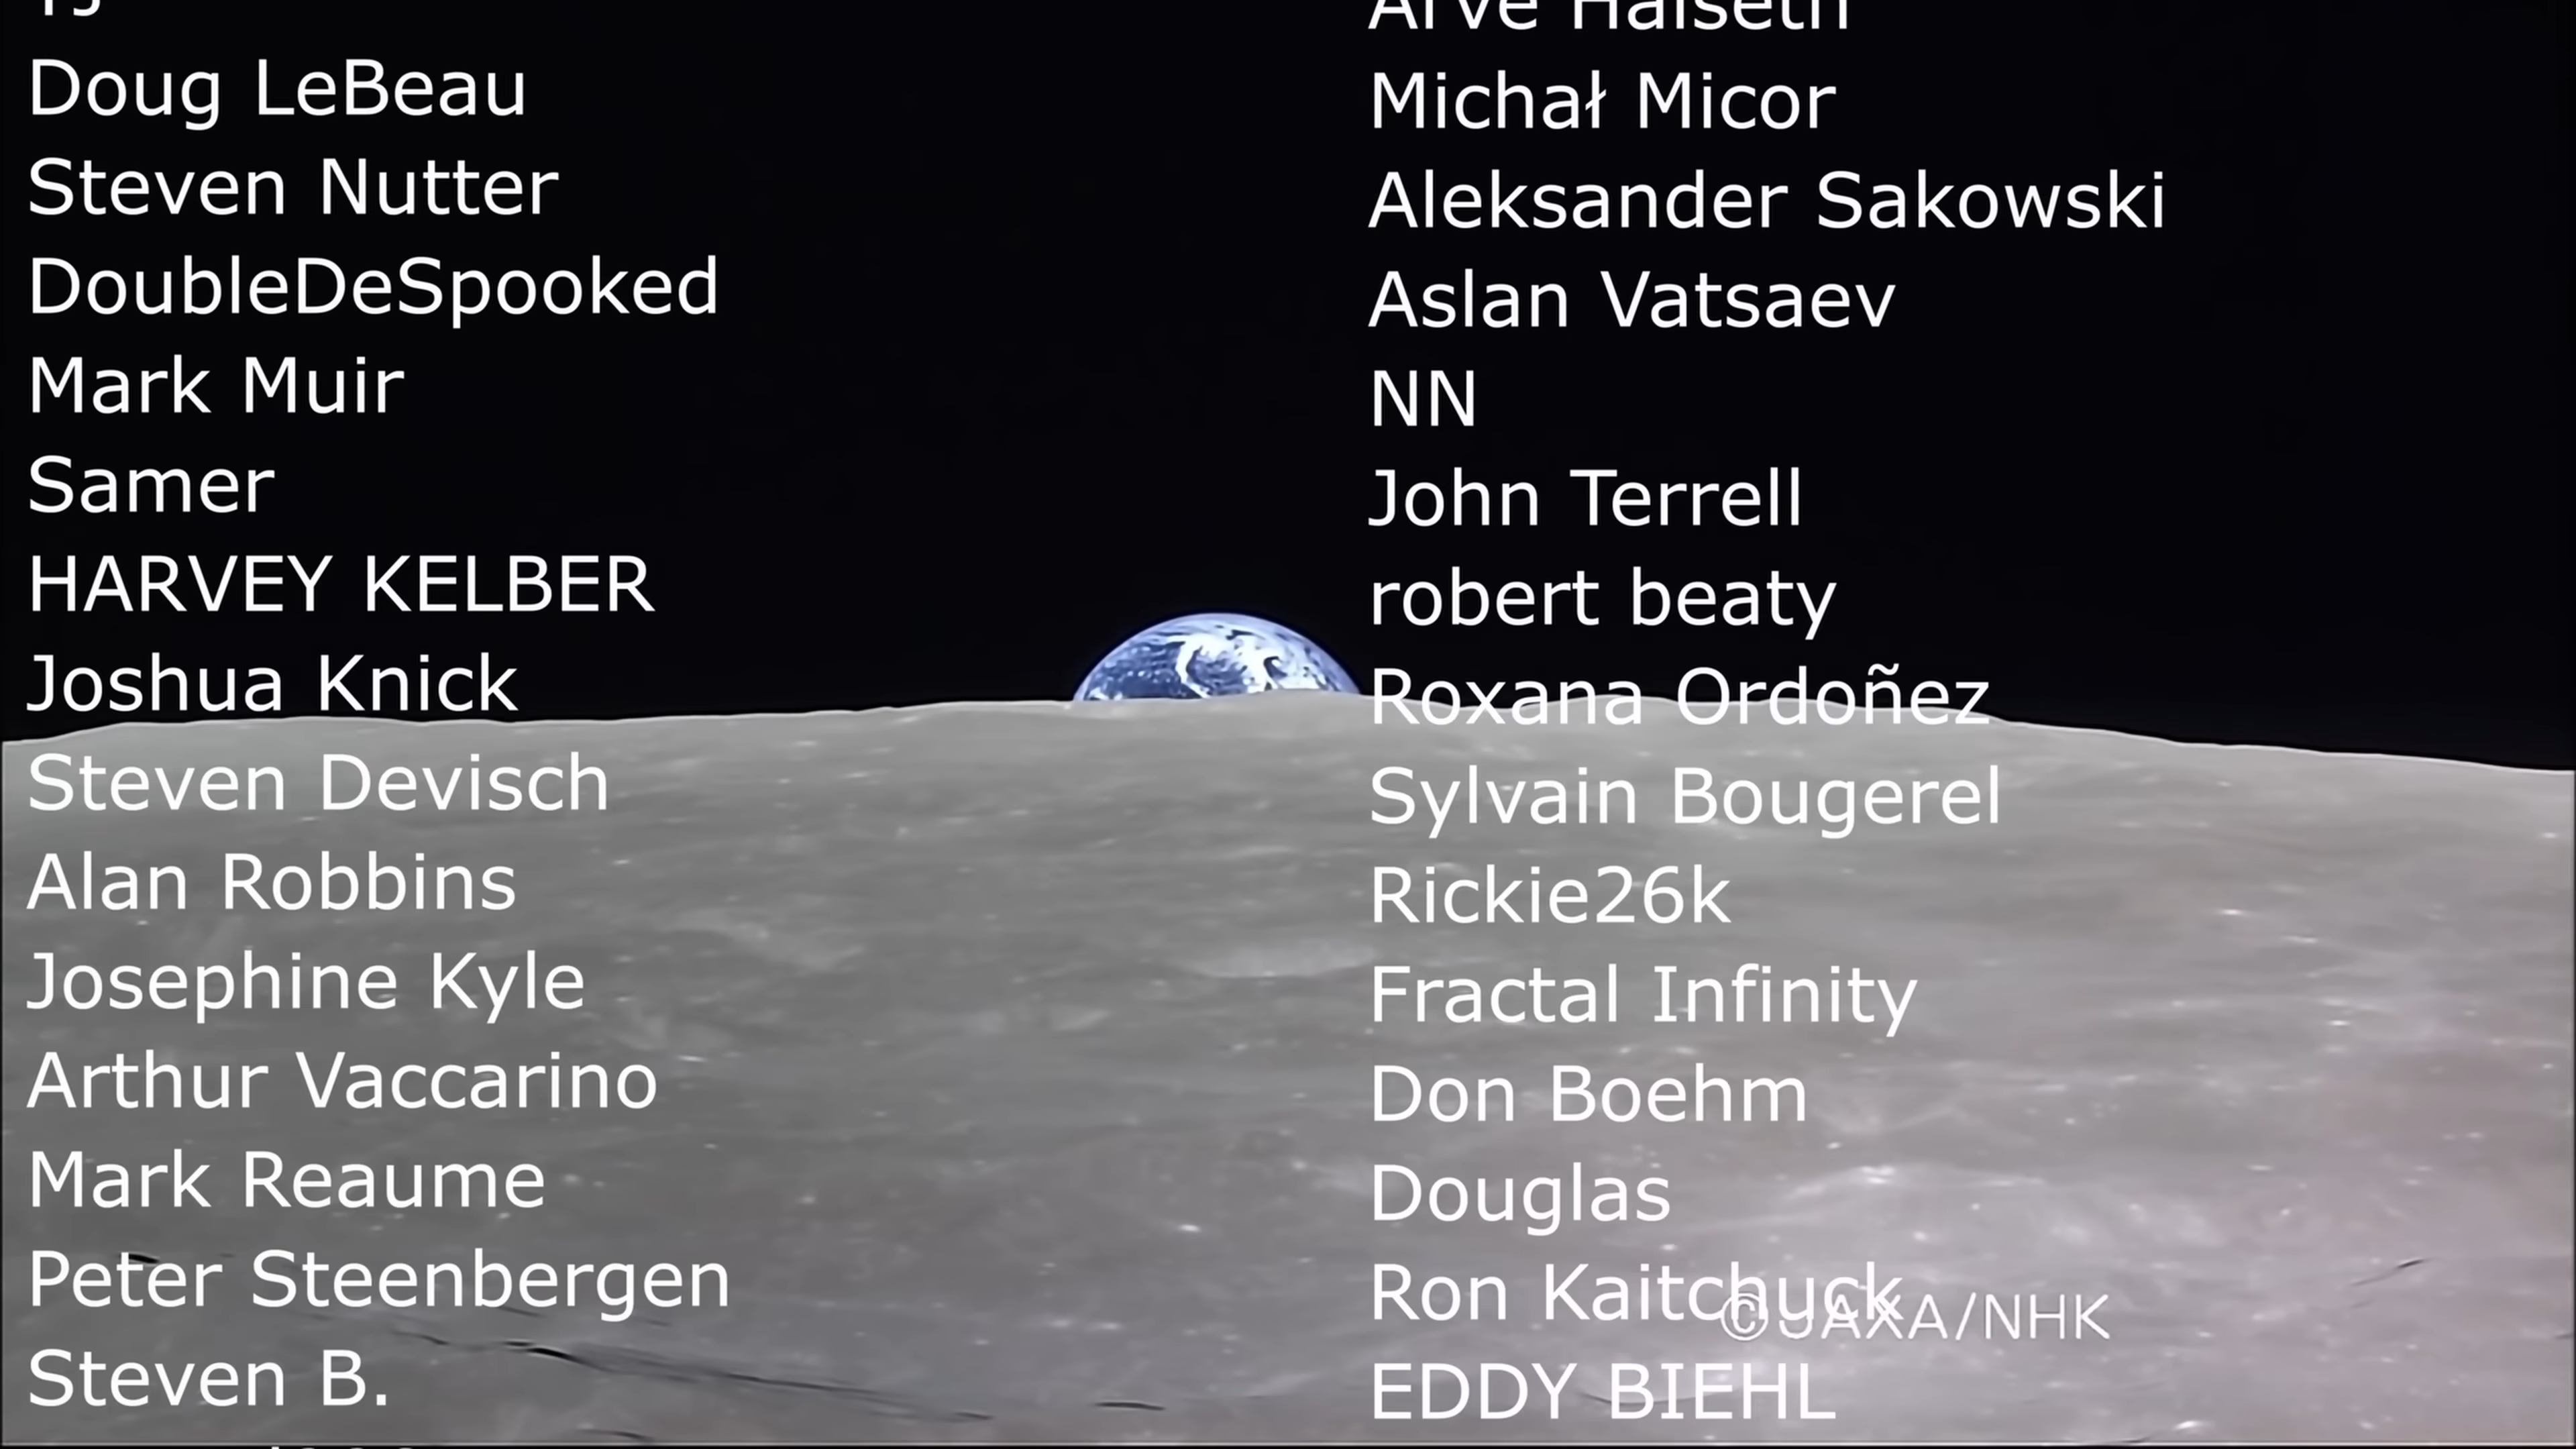 Doug LeBeau
Steven Nutter
DoubleDeSpooked
Mark Muir
Samer
HARVEY KELBER
Joshua Knick
Steven Devisch
Alan Robbins
Josephine Kyle
Arthur Vaccarino
Mark Reaume
Peter Steenbergen
Steven B.
Arve Halseth
Michał Micor
Aleksander Sakowski
Aslan Vatsaev
NN
John Terrell
robert beaty
Roxana Ordoñez
Sylvain Bougerel
Rickie26k
Fractal Infinity
Don Boehm
Douglas
Ron Kaitchuck
©JAXA/NHK
EDDY BIEHL